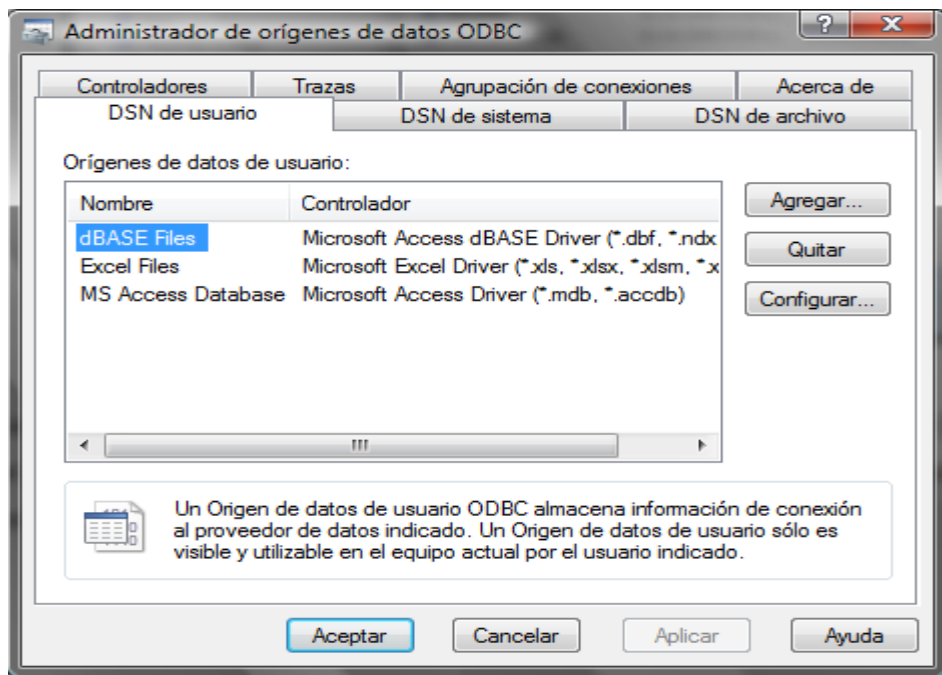 Administrador de orígenes de datos ODBC
Controladores Trazas Agrupación de conexiones Acerca de
DSN de usuario DSN de sistema DSN de archivo
Orígenes de datos de usuario:
Nombre Controlador
dBASE Files Microsoft Access dBASE Driver (*.dbf, *.ndx
Excel Files Microsoft Excel Driver (*.xls, *.xlsx, *.xlsm, *.x
MS Access Database Microsoft Access Driver (*.mdb, *.accdb)
Agregar...
Quitar
Configurar...
Un Origen de datos de usuario ODBC almacena información de conexión
al proveedor de datos indicado. Un Origen de datos de usuario sólo es
visible y utilizable en el equipo actual por el usuario indicado.
Aceptar Cancelar Aplicar Ayuda